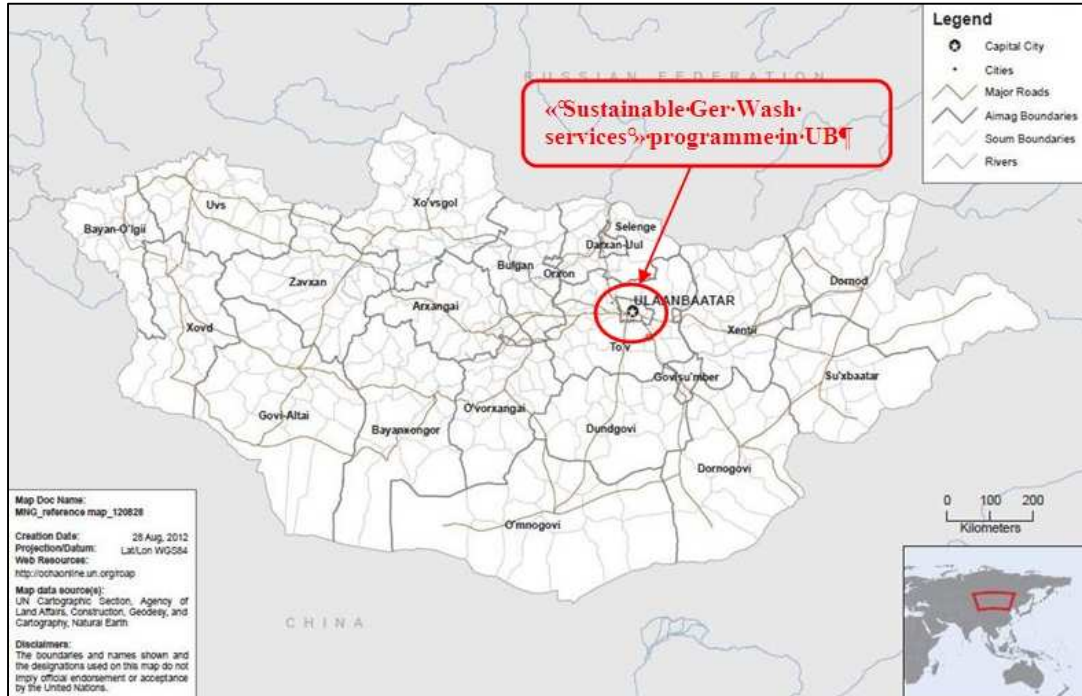 Legend
Capital City
Cities
Major Roads
Aimag Boundaries
Soum Boundaries
Rivers
RUSSIAN FEDERATION
«°Sustainable·Ger·Wash·
services°»·programme·in·UB¶
Uvs
Bayan-O'lgii
Xo'vsgol
Selenge
Darxan-Uul
Bulgan
Orxon
Zavxan
Arxangai
ULAANBAATAR
Dornod
Xovd
Xentii
To'v
Govisu'mber
Su'xbaatar
Govi-Altai
Bayanxongor
O'vorxangai
Dundgovi
Dornogovi
O'mnogovi
CHINA
0 100 200
Kilometers
Map Doc Name:
MNG_reference map_120828
Creation Date: 28 Aug, 2012
Projection/Datum: Lat/Lon WGS84
Web Resources:
http://ochaonline.un.org/roap
Map data source(s):
UN Cartographic Section, Agency of
Land Affairs, Construction, Geodesy, and
Cartography, Natural Earth
Disclaimers:
The boundaries and names shown and
the designations used on this map do not
imply official endorsement or acceptance
by the United Nations.